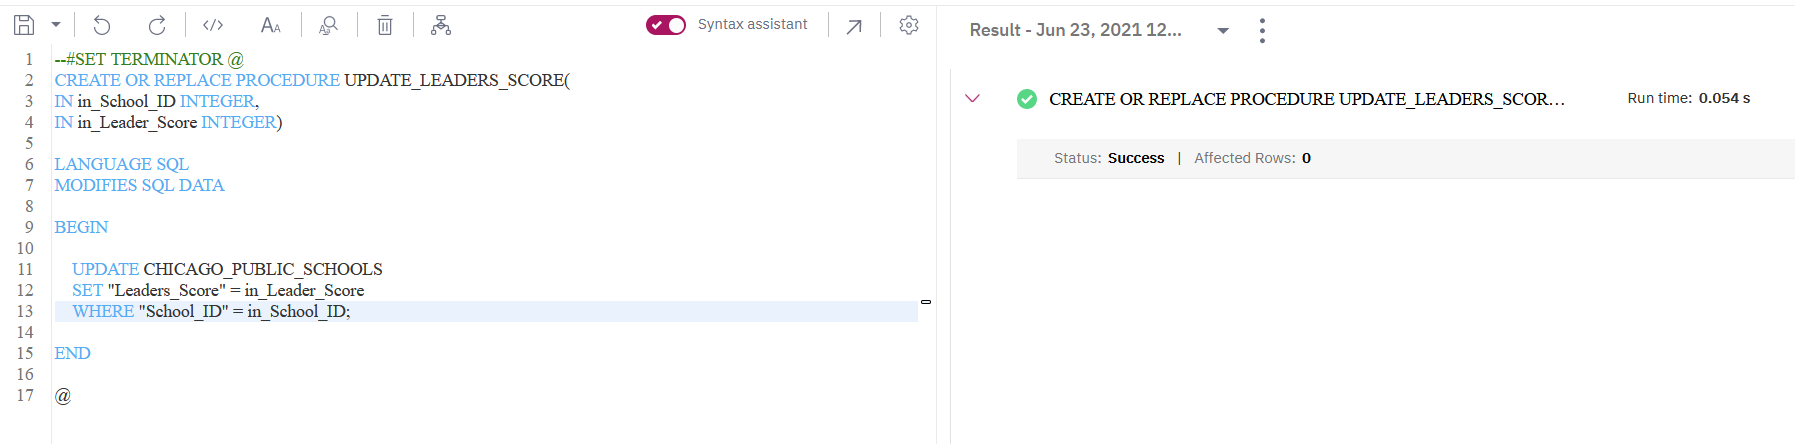 Syntax assistant
1 --#SET TERMINATOR @
2 CREATE OR REPLACE PROCEDURE UPDATE_LEADERS_SCORE(
3 IN in_School_ID INTEGER,
4 IN in_Leader_Score INTEGER)
5
6 LANGUAGE SQL
7 MODIFIES SQL DATA
8
9 BEGIN
10
11 UPDATE CHICAGO_PUBLIC_SCHOOLS
12 SET "Leaders_Score" = in_Leader_Score
13 WHERE "School_ID" = in_School_ID;
14
15 END
16
17 @
Result - Jun 23, 2021 12...
CREATE OR REPLACE PROCEDURE UPDATE_LEADERS_SCOR... Run time: 0.054 s
Status: Success | Affected Rows: 0